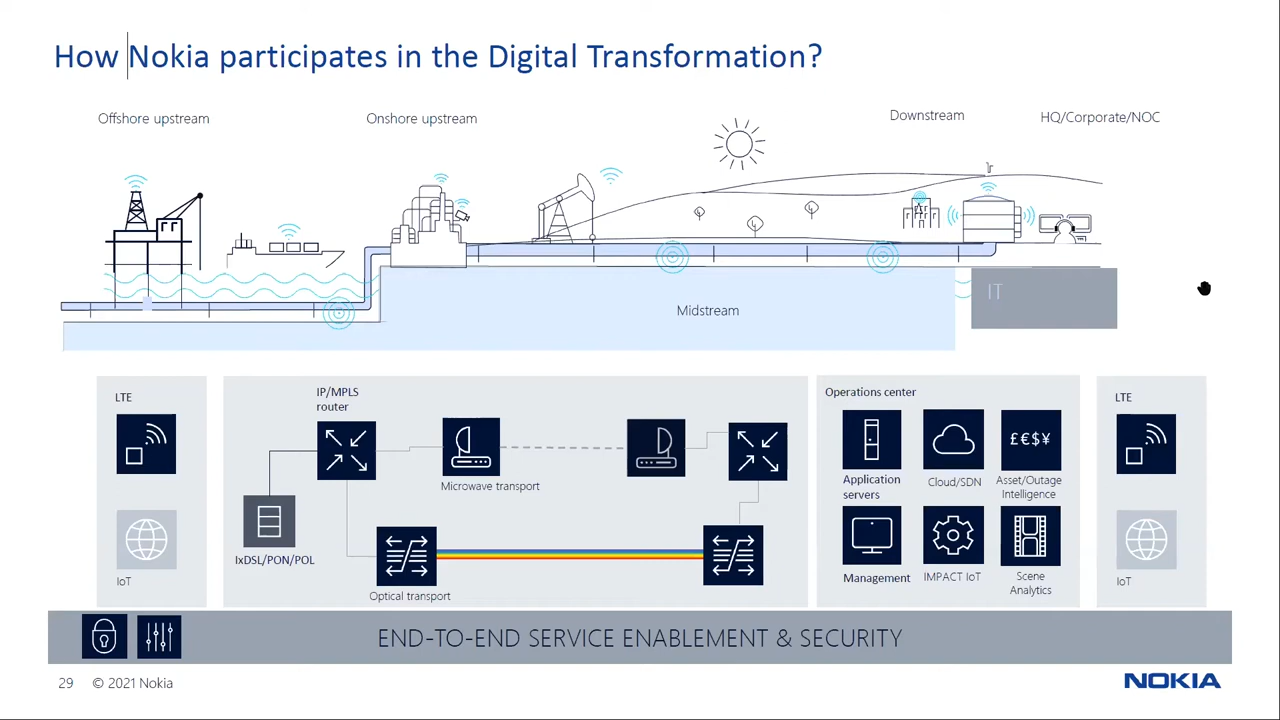 How Nokia participates in the Digital Transformation?
Offshore upstream
Onshore upstream
Downstream
HQ/Corporate/NOC
IT
Midstream
LTE
IoT
IP/MPLS
router
Microwave transport
IxDSL/PON/POL
Optical transport
Operations center
Application
servers
Cloud/SDN
£€$¥
Asset/Outage
Intelligence
Management
IMPACT IoT
Scene
Analytics
LTE
IoT
END-TO-END SERVICE ENABLEMENT & SECURITY
29 © 2021 Nokia
NOKIA